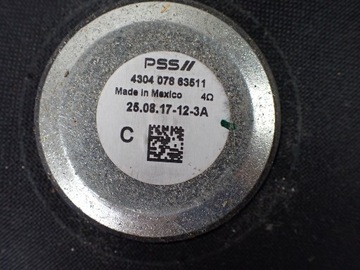 PSS//
4304 078 63511
Made in Mexico 4Ω
25.08.17-12-3A
C